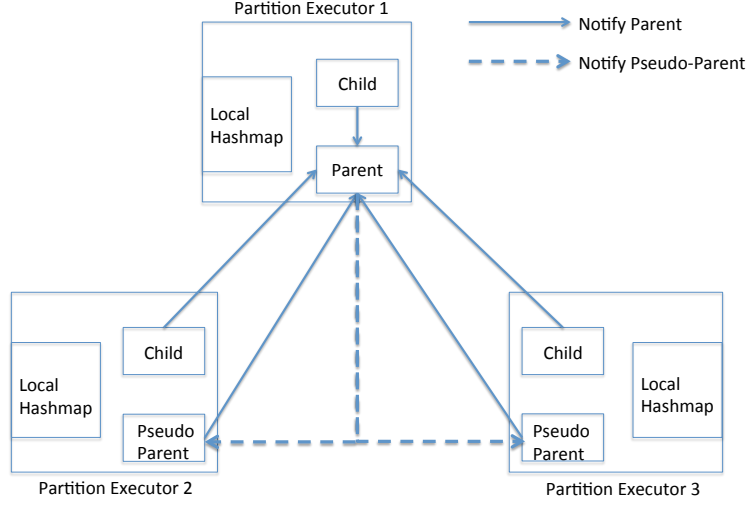 Partition Executor 1
Notify Parent
Notify Pseudo-Parent
Child
Local
Hashmap
Parent
Child
Local
Hashmap
Pseudo
Parent
Partition Executor 2
Child
Local
Hashmap
Pseudo
Parent
Partition Executor 3